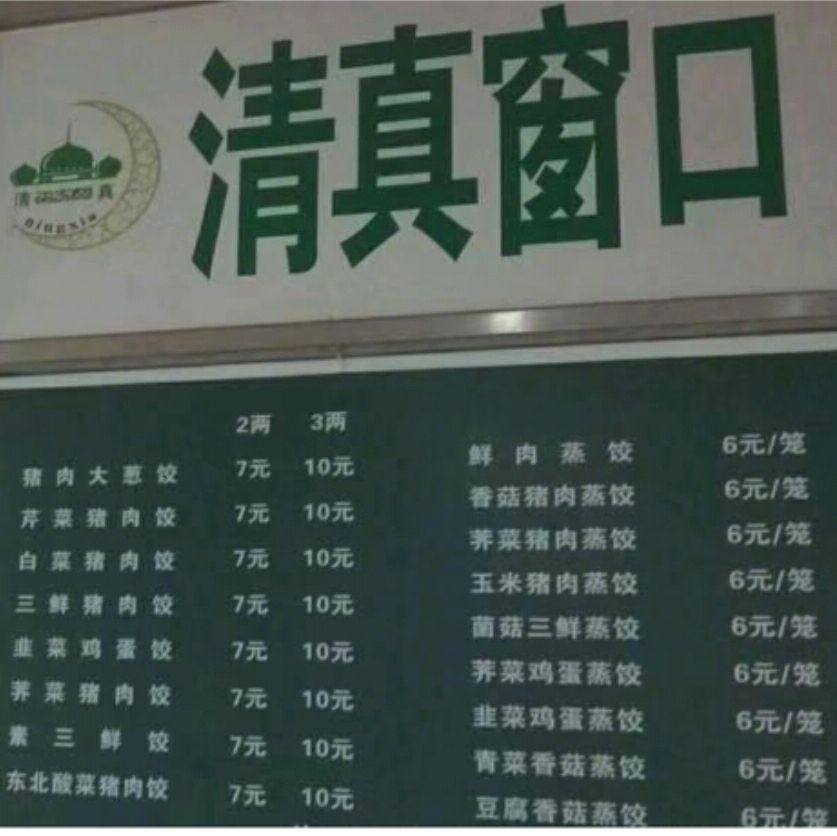 清真窗口
清 真
2两 3两
猪肉大葱饺 7元 10元
芹菜猪肉饺 7元 10元
白菜猪肉饺 7元 10元
三鲜猪肉饺 7元 10元
韭菜鸡蛋饺 7元 10元
荠菜猪肉饺 7元 10元
素三鲜饺 7元 10元
东北酸菜猪肉饺 7元 10元
鲜肉蒸饺 6元/笼
香菇猪肉蒸饺 6元/笼
荠菜猪肉蒸饺 6元/笼
玉米猪肉蒸饺 6元/笼
菌菇三鲜蒸饺 6元/笼
荠菜鸡蛋蒸饺 6元/笼
韭菜鸡蛋蒸饺 6元/笼
青菜香菇蒸饺 6元/笼
豆腐香菇蒸饺 6元/笼